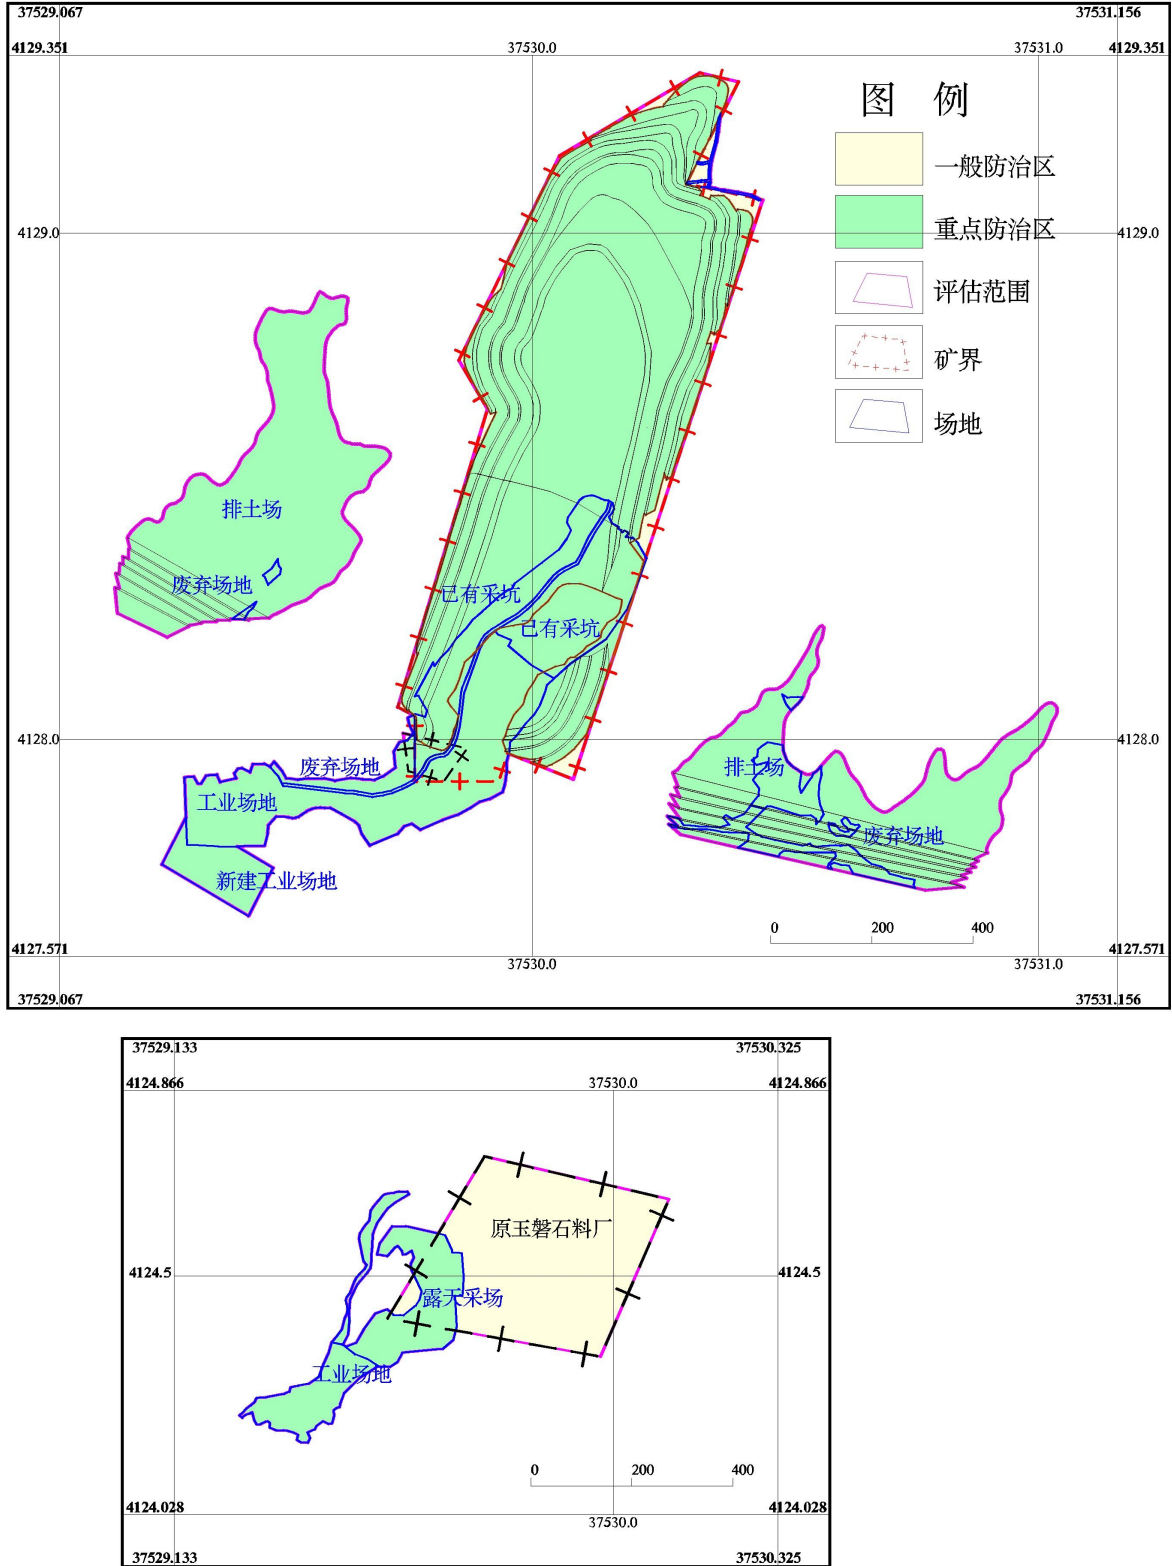 37529.067 37531.156
4129.351 37530.0 37531.0 4129.351
图 例
一般防治区
重点防治区
4129.0 4129.0
评估范围
矿界
场地
排土场
废弃场地
已有采坑
已有采坑
4128.0 4128.0
废弃场地
排土场
工业场地
废弃场地
新建工业场地
0 200 400
4127.571 37530.0 37531.0 4127.571
37529.067 37531.156
37529.133 37530.325
4124.866 37530.0 4124.866
原玉磐石料厂
4124.5 4124.5
露天采场
工业场地
0 200 400
4124.028 37530.0 4124.028
37529.133 37530.325